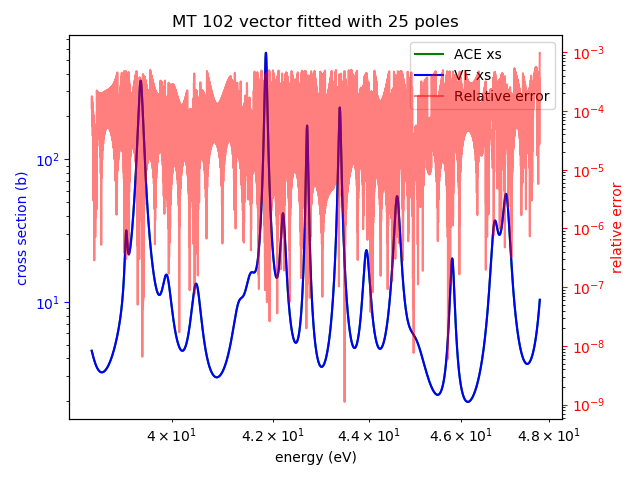 MT 102 vector fitted with 25 poles
ACE xs
VF xs
Relative error
cross section (b)
10²
10¹
relative error
10⁻³
10⁻⁴
10⁻⁵
10⁻⁶
10⁻⁷
10⁻⁸
10⁻⁹
4 × 10¹ 4.2 × 10¹ 4.4 × 10¹ 4.6 × 10¹ 4.8 × 10¹
energy (eV)